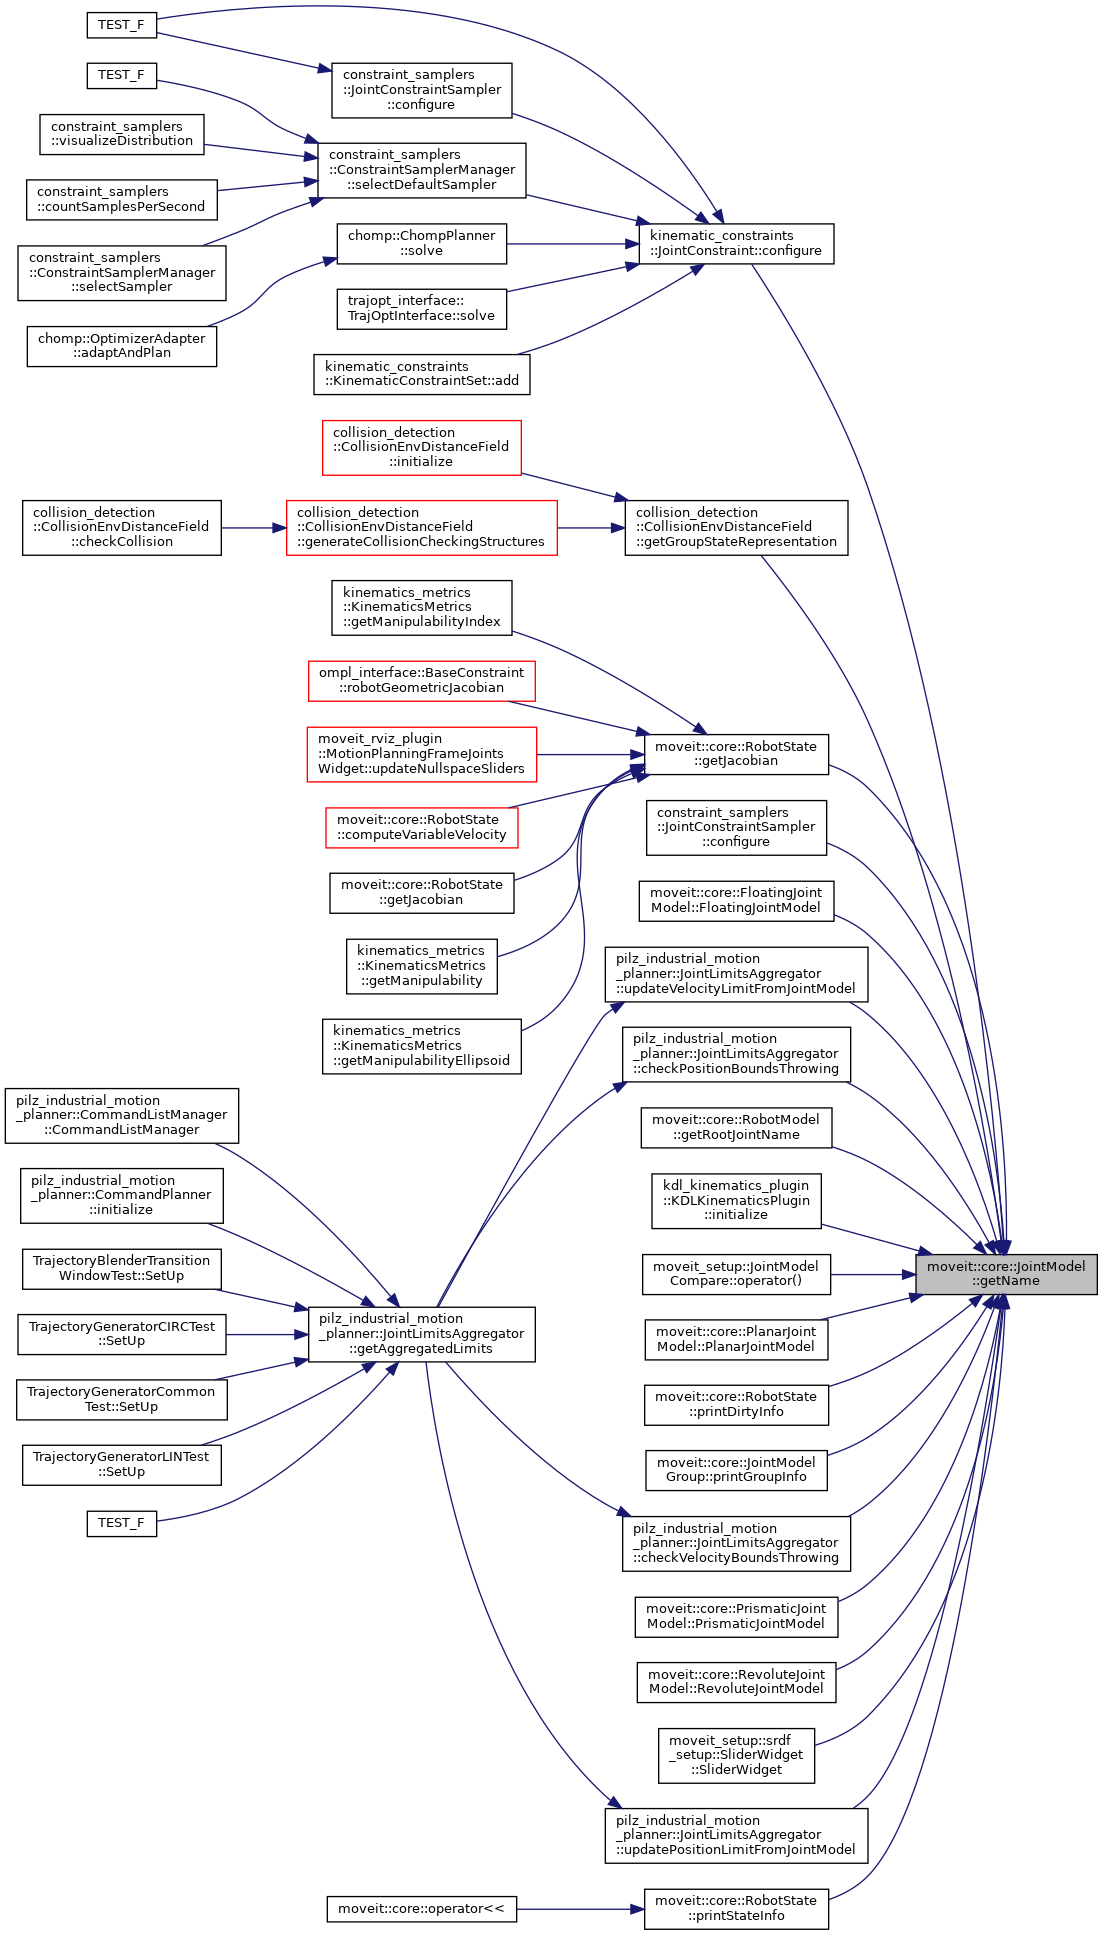 TEST_F
TEST_F
constraint_samplers
::JointConstraintSampler
::configure
constraint_samplers
::visualizeDistribution
constraint_samplers
::ConstraintSamplerManager
::selectDefaultSampler
constraint_samplers
::countSamplesPerSecond
chomp::ChompPlanner
::solve
kinematic_constraints
::JointConstraint::configure
constraint_samplers
::ConstraintSamplerManager
::selectSampler
trajopt_interface::
TrajOptInterface::solve
chomp::OptimizerAdapter
::adaptAndPlan
kinematic_constraints
::KinematicConstraintSet::add
collision_detection
::CollisionEnvDistanceField
::initialize
collision_detection
::CollisionEnvDistanceField
::checkCollision
collision_detection
::CollisionEnvDistanceField
::generateCollisionCheckingStructures
collision_detection
::CollisionEnvDistanceField
::getGroupStateRepresentation
kinematics_metrics
::KinematicsMetrics
::getManipulabilityIndex
ompl_interface::BaseConstraint
::robotGeometricJacobian
moveit_rviz_plugin
::MotionPlanningFrameJoints
Widget::updateNullspaceSliders
moveit::core::RobotState
::getJacobian
moveit::core::RobotState
::computeVariableVelocity
constraint_samplers
::JointConstraintSampler
::configure
moveit::core::RobotState
::getJacobian
moveit::core::FloatingJoint
Model::FloatingJointModel
kinematics_metrics
::KinematicsMetrics
::getManipulability
pilz_industrial_motion
_planner::JointLimitsAggregator
::updateVelocityLimitFromJointModel
kinematics_metrics
::KinematicsMetrics
::getManipulabilityEllipsoid
pilz_industrial_motion
_planner::JointLimitsAggregator
::checkPositionBoundsThrowing
pilz_industrial_motion
_planner::CommandListManager
::CommandListManager
moveit::core::RobotModel
::getRootJointName
pilz_industrial_motion
_planner::CommandPlanner
::initialize
kdl_kinematics_plugin
::KDLKinematicsPlugin
::initialize
TrajectoryBlenderTransition
WindowTest::SetUp
moveit_setup::JointModel
Compare::operator()
moveit::core::JointModel
::getName
TrajectoryGeneratorCIRCTest
::SetUp
pilz_industrial_motion
_planner::JointLimitsAggregator
::getAggregatedLimits
moveit::core::PlanarJoint
Model::PlanarJointModel
TrajectoryGeneratorCommon
Test::SetUp
moveit::core::RobotState
::printDirtyInfo
TrajectoryGeneratorLINTest
::SetUp
moveit::core::JointModel
Group::printGroupInfo
TEST_F
pilz_industrial_motion
_planner::JointLimitsAggregator
::checkVelocityBoundsThrowing
moveit::core::PrismaticJoint
Model::PrismaticJointModel
moveit::core::RevoluteJoint
Model::RevoluteJointModel
moveit_setup::srdf
_setup::SliderWidget
::SliderWidget
pilz_industrial_motion
_planner::JointLimitsAggregator
::updatePositionLimitFromJointModel
moveit::core::operator<<
moveit::core::RobotState
::printStateInfo